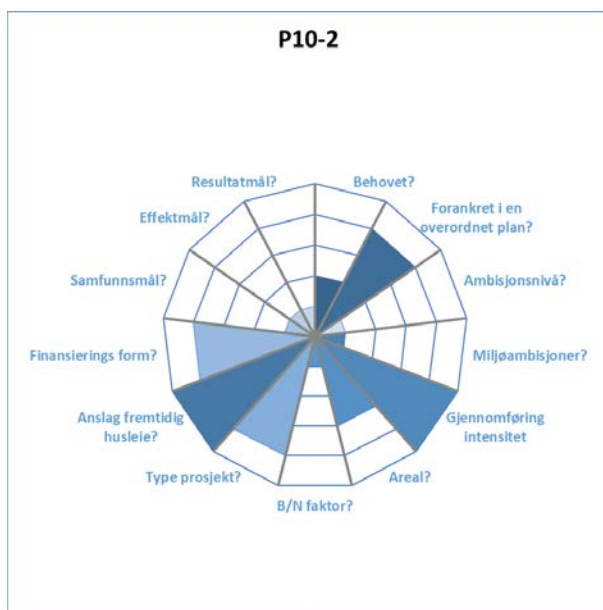 P10-2
Behovet?
Forankret i en
overordnet plan?
Ambisjonsnivå?
Miljøambisjoner?
Gjennomføring
intensitet
Areal?
B/N faktor?
Type prosjekt?
Anslag fremtidig
husleie?
Finansierings form?
Samfunnsmål?
Effektmål?
Resultatmål?